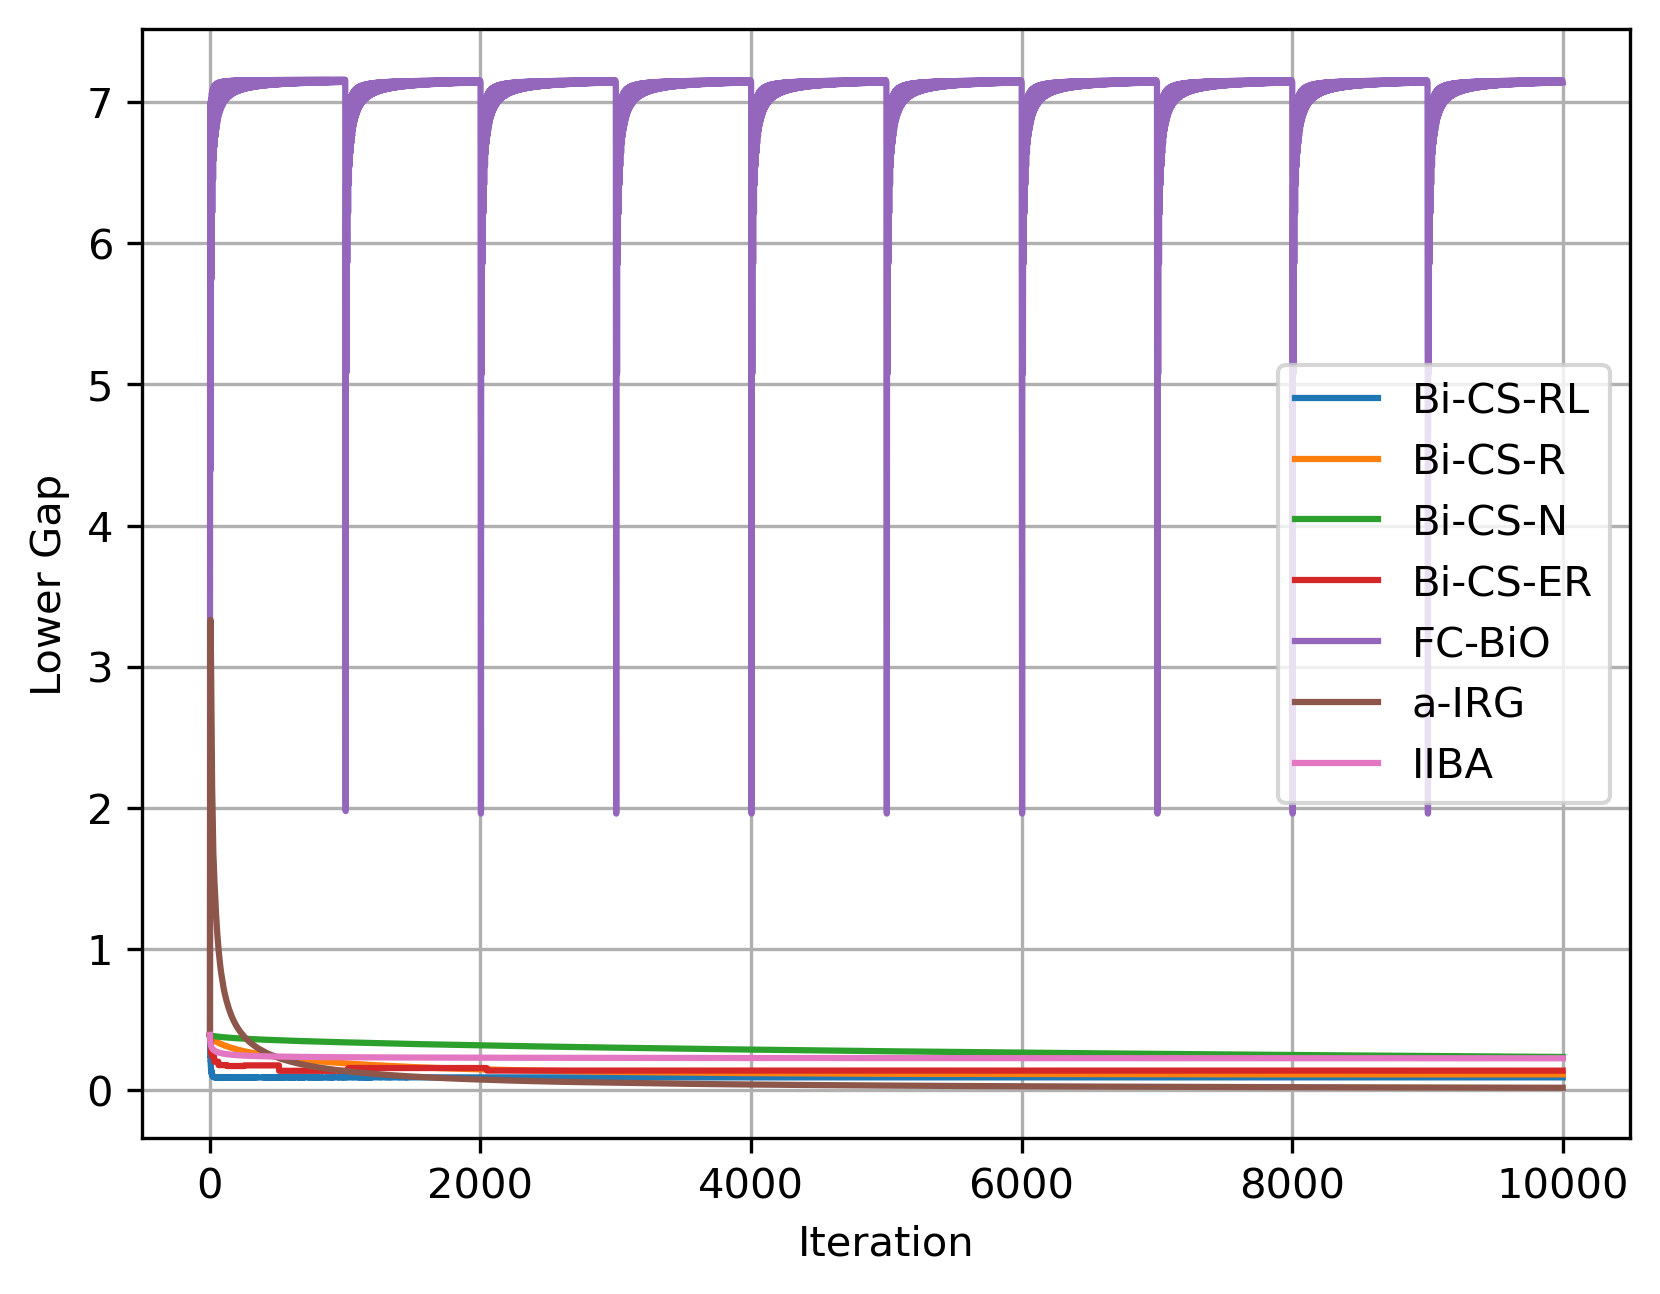 7
6
5
4
3
2
1
0
Lower Gap
0 2000 4000 6000 8000 10000
Iteration
Bi-CS-RL
Bi-CS-R
Bi-CS-N
Bi-CS-ER
FC-BiO
a-IRG
IIBA